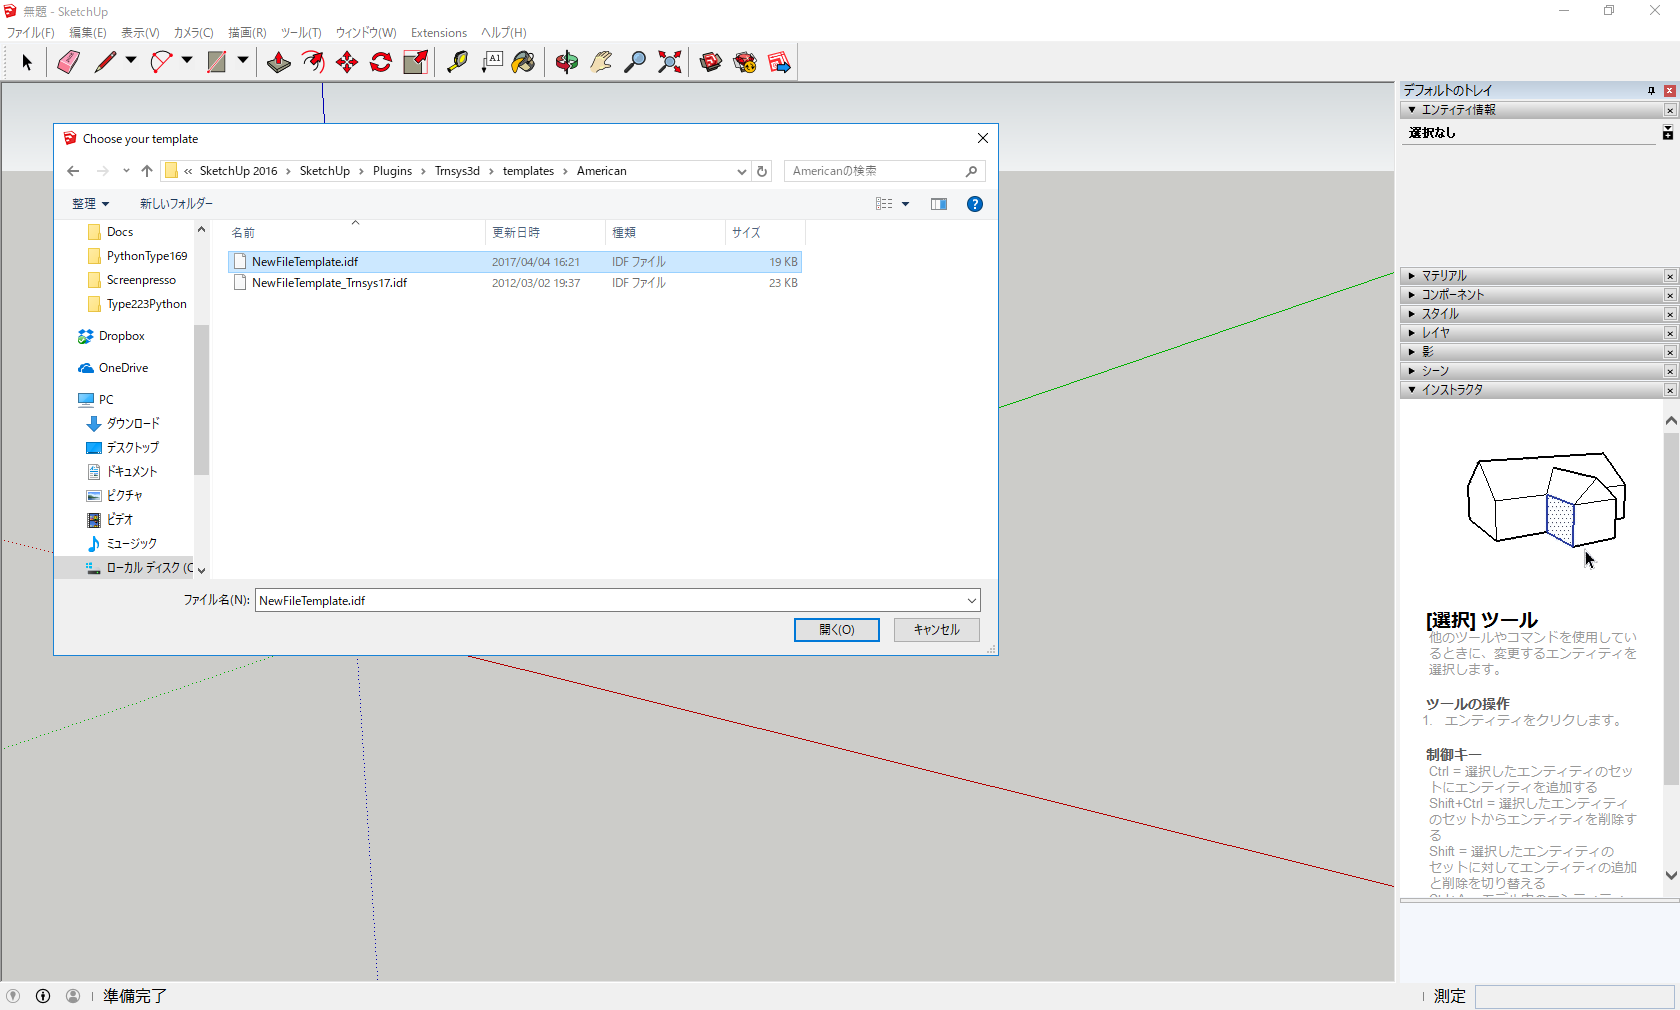 無題 - SketchUp
ファイル(F) 編集(E) 表示(V) カメラ(C) 描画(R) ツール(T) ウィンドウ(W) Extensions ヘルプ(H)
A1
Choose your template
« SketchUp 2016 › SketchUp › Plugins › Trnsys3d › templates › American
Americanの検索
整理 新しいフォルダー
名前 更新日時 種類 サイズ
NewFileTemplate.idf 2017/04/04 16:21 IDF ファイル 19 KB
NewFileTemplate_Trnsys17.idf 2012/03/02 19:37 IDF ファイル 23 KB
Docs
PythonType169
Screenpresso
Type223Python
Dropbox
OneDrive
PC
ダウンロード
デスクトップ
ドキュメント
ピクチャ
ビデオ
ミュージック
ローカル ディスク (C
ファイル名(N): NewFileTemplate.idf
開く(O) キャンセル
デフォルトのトレイ
エンティティ情報
選択なし
マテリアル
コンポーネント
スタイル
レイヤ
影
シーン
インストラクタ
[選択] ツール
他のツールやコマンドを使用してい
るときに、変更するエンティティを
選択します。
ツールの操作
1. エンティティをクリクします。
制御キー
Ctrl = 選択したエンティティのセッ
トにエンティティを追加する
Shift+Ctrl = 選択したエンティティ
のセットからエンティティを削除す
る
Shift = 選択したエンティティの
セットに対してエンティティの追加
と削除を切り替える
準備完了
測定